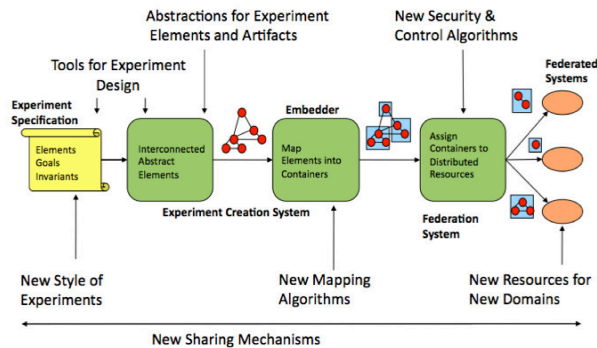 Abstractions for Experiment
Elements and Artifacts
New Security &
Control Algorithms
Tools for Experiment
Design
Federated
Systems
Experiment
Specification
Embedder
Elements
Goals
Invariants
Interconnected
Abstract
Elements
Map
Elements into
Containers
Assign
Containers to
Distributed
Resources
Experiment Creation System
Federation
System
New Style of
Experiments
New Mapping
Algorithms
New Resources for
New Domains
New Sharing Mechanisms